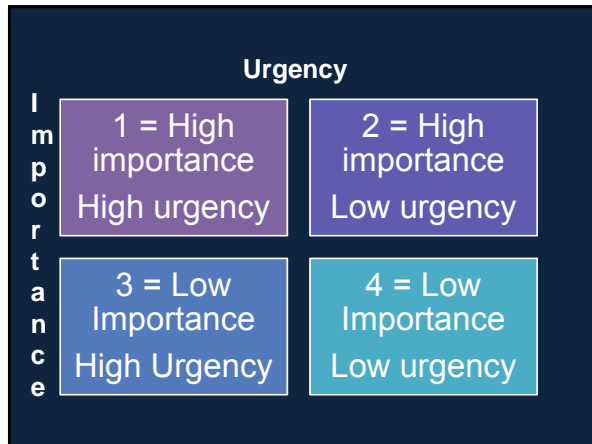 Urgency
Importance
1 = High
importance
High urgency
2 = High
importance
Low urgency
3 = Low
Importance
High Urgency
4 = Low
Importance
Low urgency